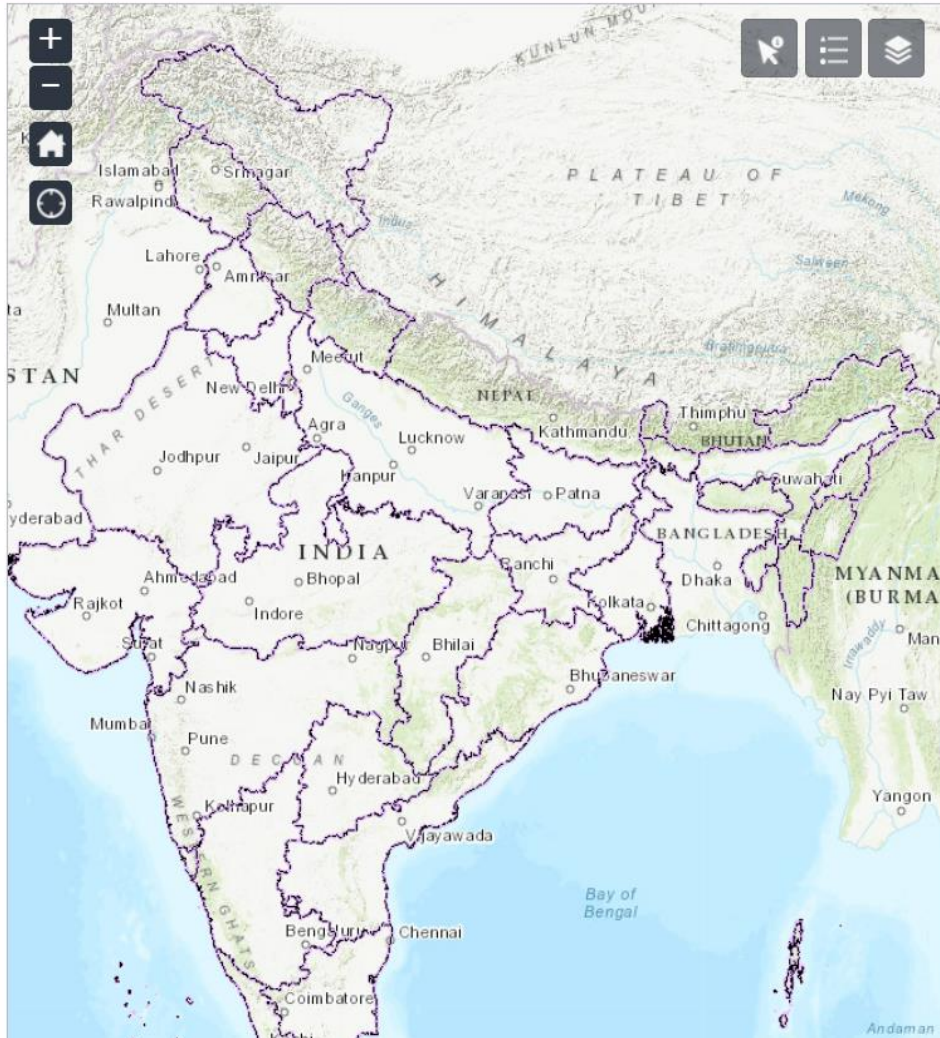 +
KUNLUN MOU
−
Islamabad
Srinagar
Rawalpind
PLATEAU OF
TIBET
Mekong
Indus
Lahore
Amritsar
Salween
Multan
HIMALAYA
ta
Brahmaputra
STAN
Meerut
THAR DESERT
New Delhi
NEPAL
Ganges
Thimphu
Agra
Lucknow
Kathmandu
BHUTAN
Jodhpur
Jaipur
Kanpur
Guwahati
Varanasi
Patna
yderabad
BANGLADESH
INDIA
Ranchi
Ahmedabad
Bhopal
Dhaka
MYANMA
(BURMA
Rajkot
Indore
Kolkata
Chittagong
Surat
Nagpur
Bhilai
Irrawaddy
Man
Nashik
Bhubaneswar
Nay Pyi Taw
Mumbai
Pune
DECCAN
Hyderabad
Yangon
Kolhapur
WESTERN GHATS
Vijayawada
Bay of
Bengal
Bengaluru
Chennai
Coimbatore
Andaman